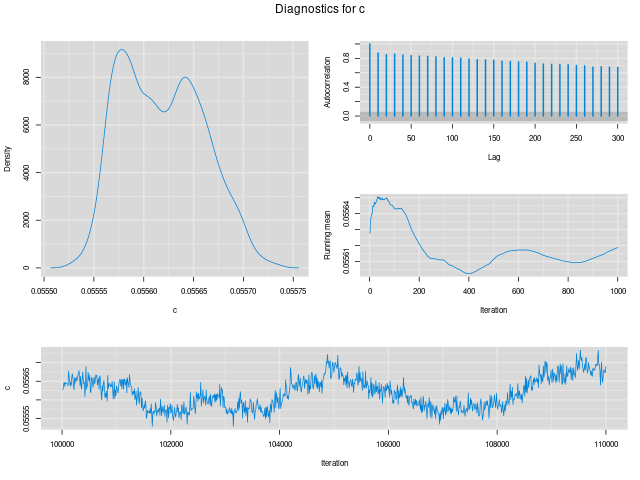 Diagnostics for c
Density
0 2000 4000 6000 8000
0.05550 0.05555 0.05560 0.05565 0.05570 0.05575
c
Autocorrelation
0.0 0.4 0.8
0 50 100 150 200 250 300
Lag
Running mean
0.05561 0.05564
0 200 400 600 800 1000
Iteration
c
0.05555 0.05565
100000 102000 104000 106000 108000 110000
Iteration